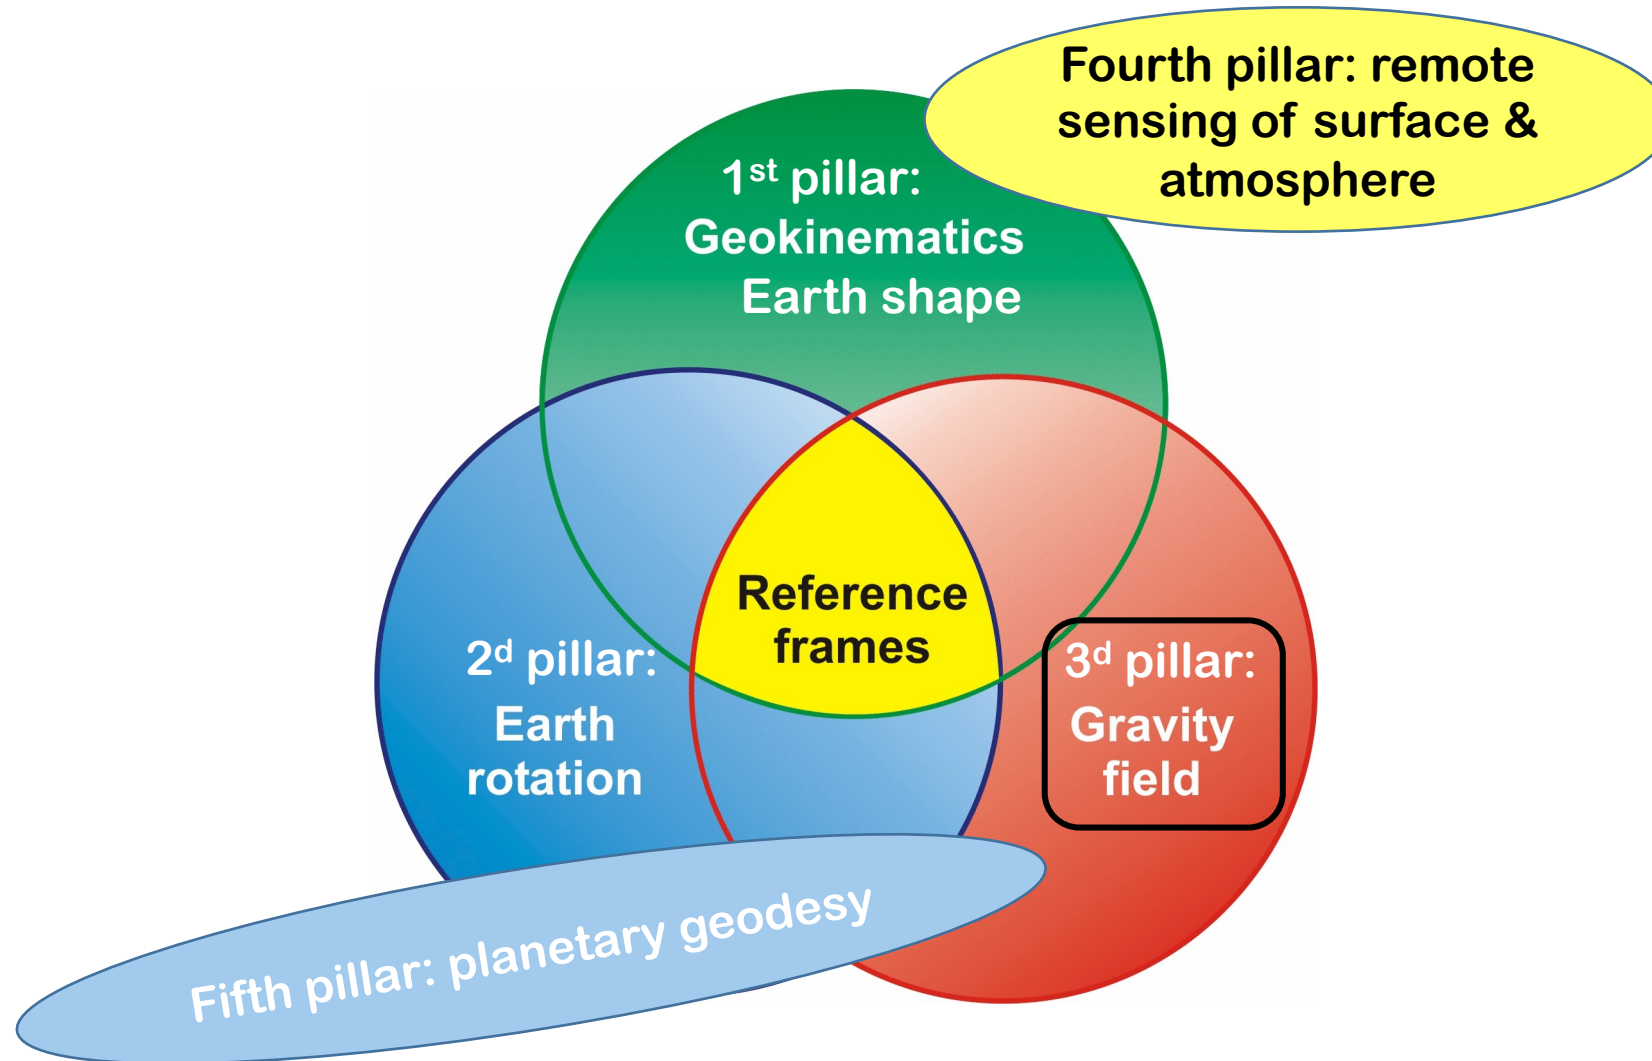 Fourth pillar: remote
sensing of surface &
atmosphere
1st pillar:
Geokinematics
Earth shape
Reference
frames
2d pillar:
Earth
rotation
3d pillar:
Gravity
field
Fifth pillar: planetary geodesy